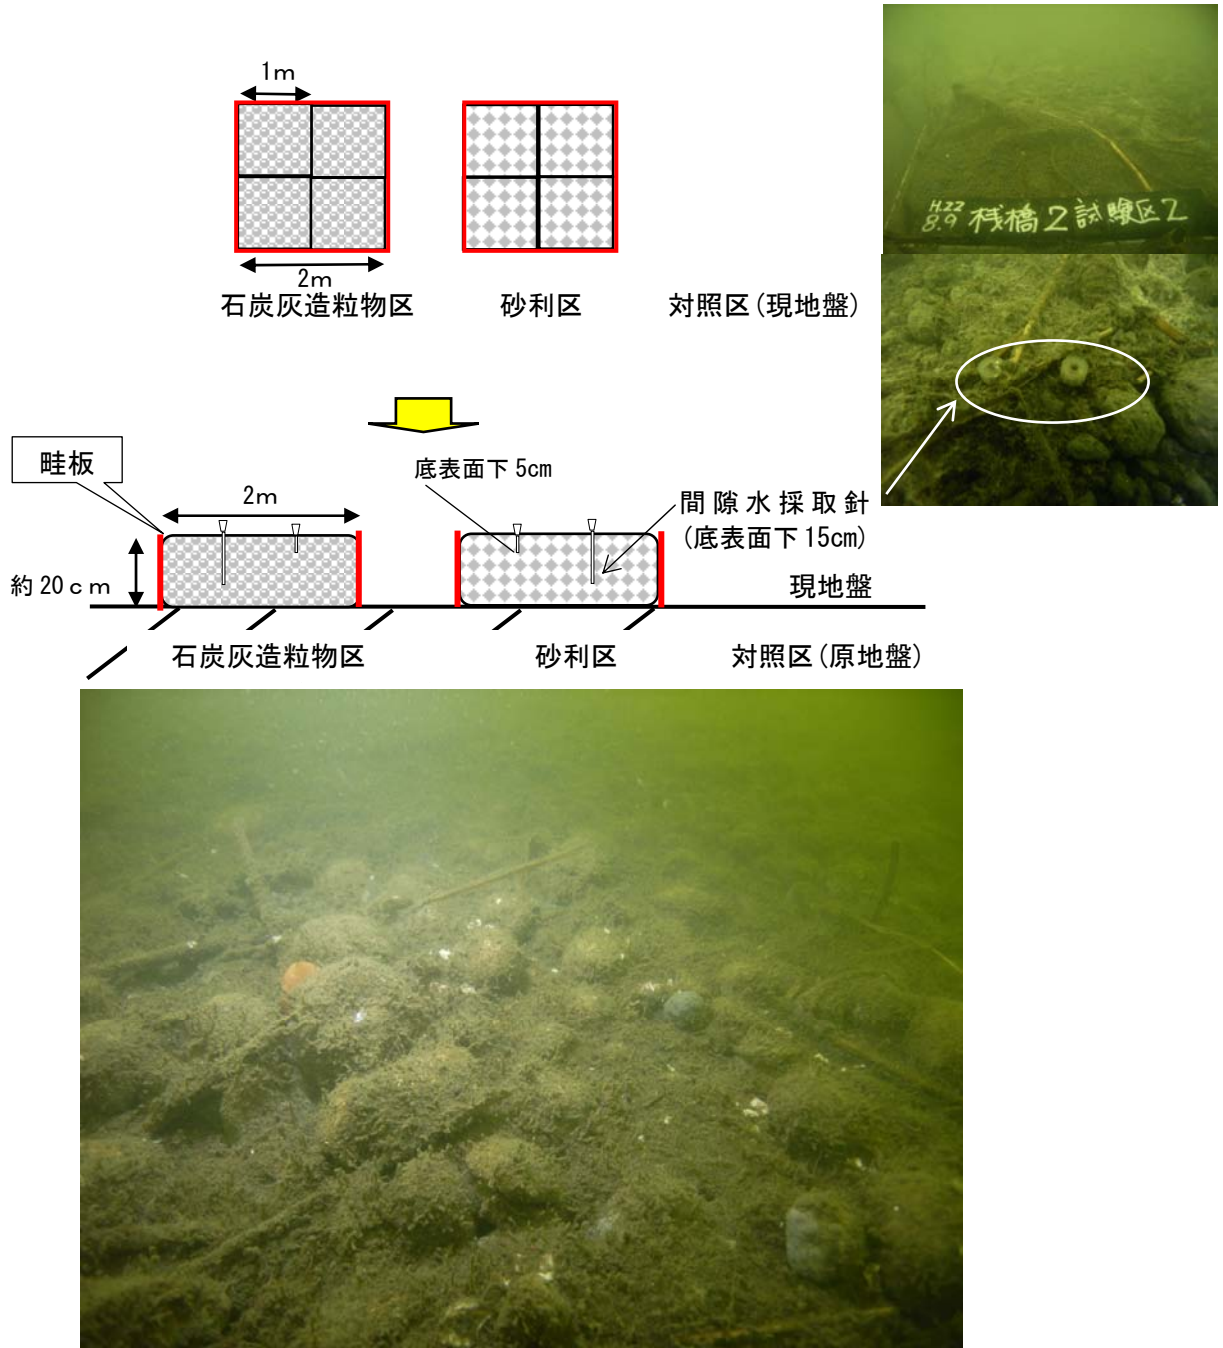 1m
2m
石炭灰造粒物区
砂利区
対照区(現地盤)
H.22
8.9 桟橋2試験区2
畦板
2m
底表面下 5cm
間隙水採取針
(底表面下 15cm)
約 20cm
現地盤
石炭灰造粒物区
砂利区
対照区(原地盤)